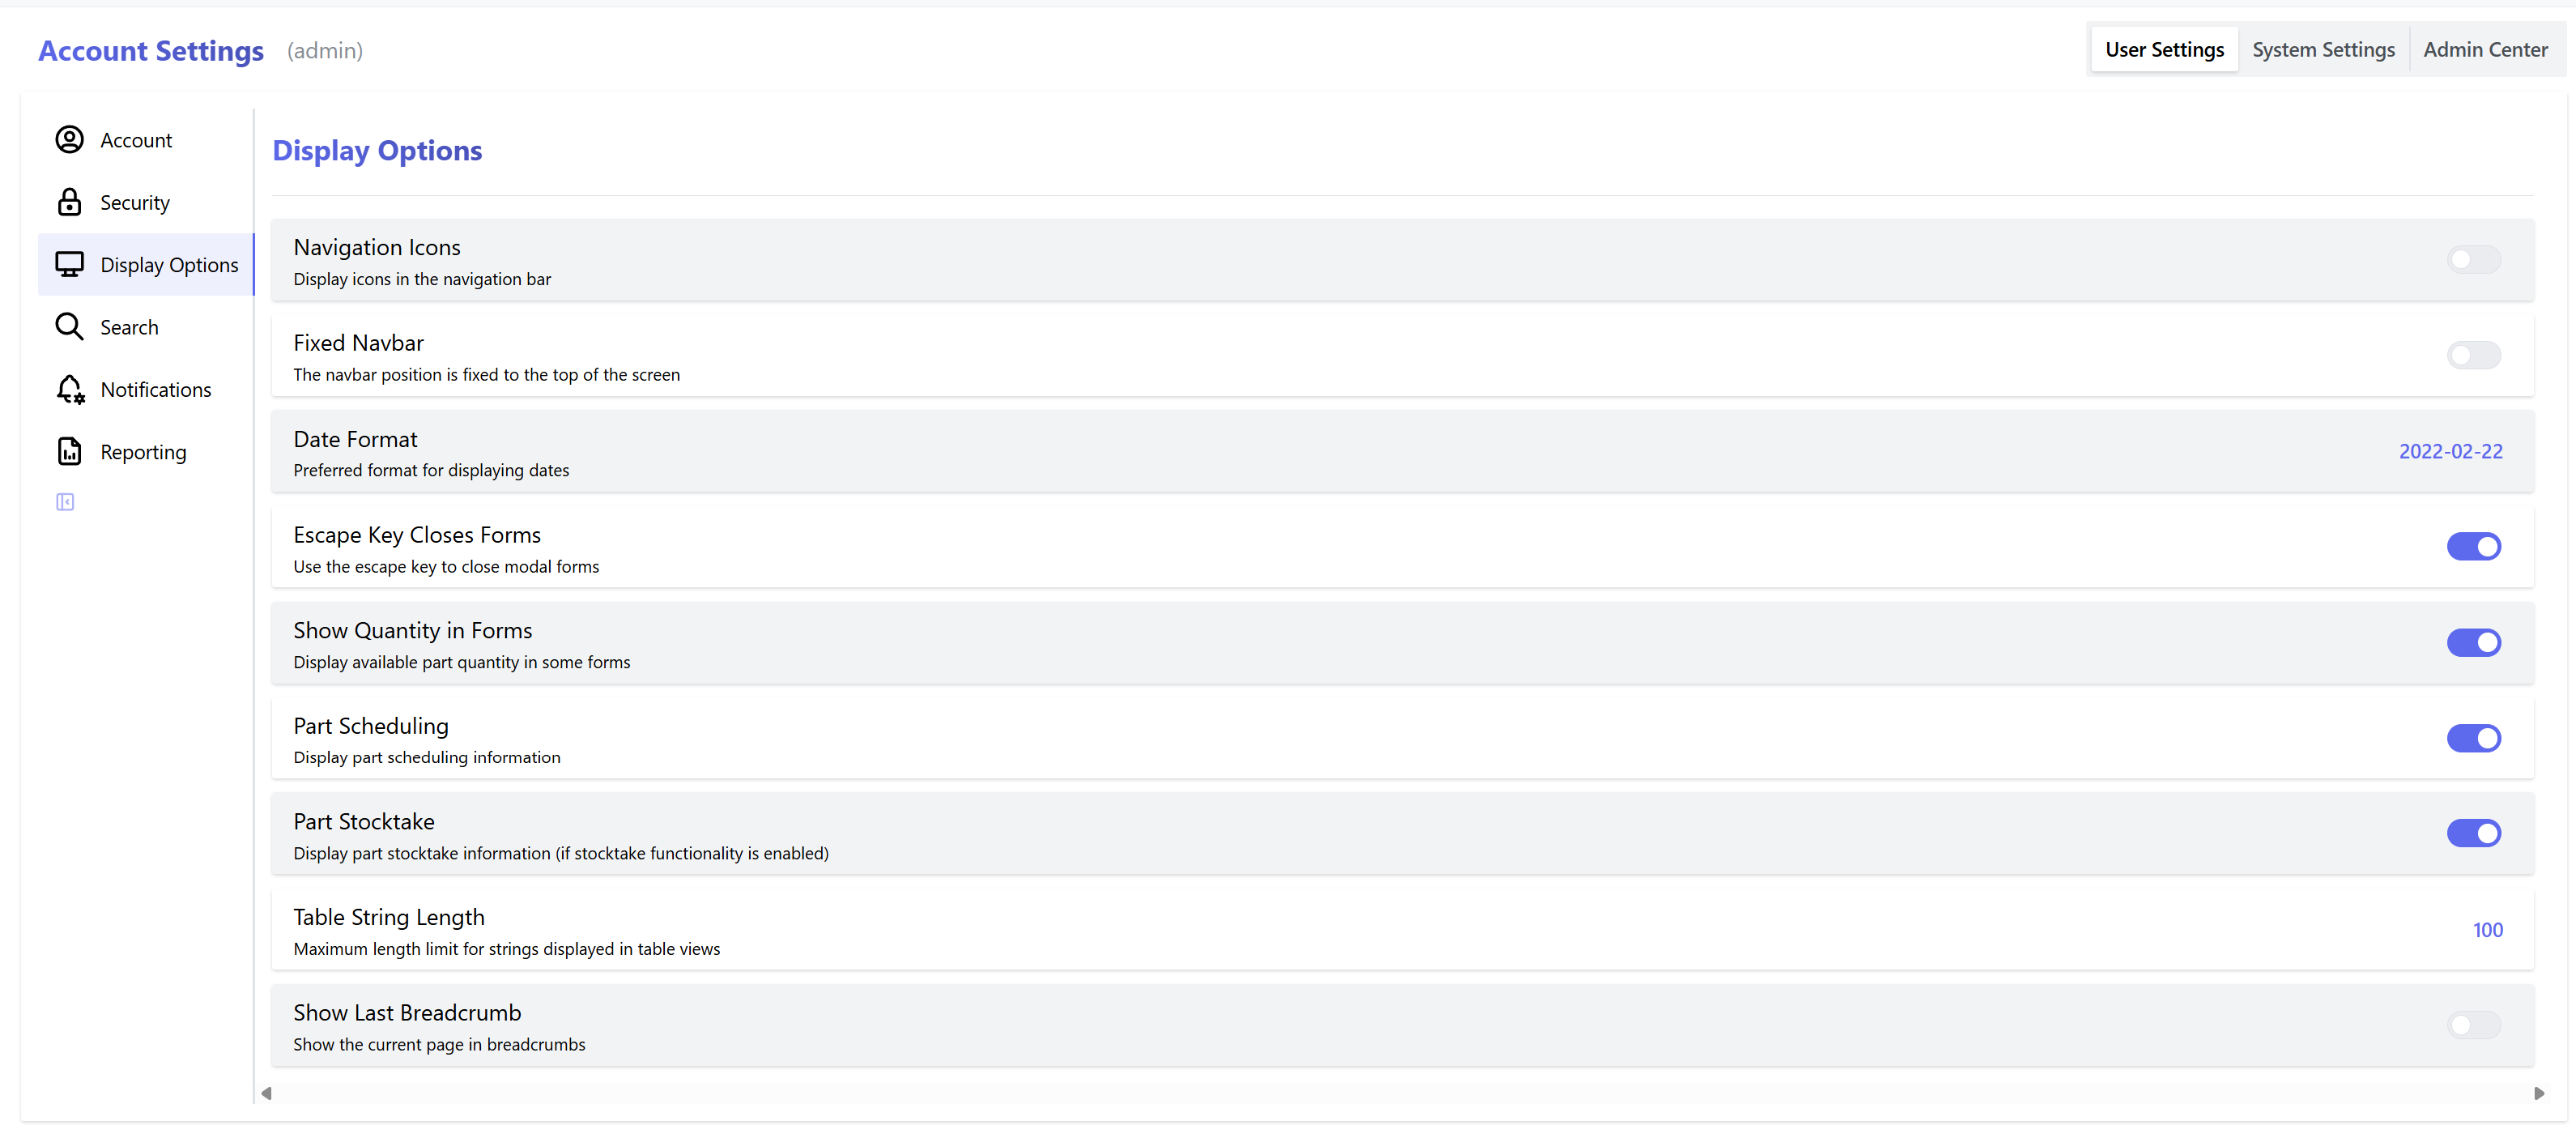 Account Settings (admin)
User Settings
System Settings
Admin Center
Account
Security
Display Options
Search
Notifications
Reporting
Display Options
Navigation Icons
Display icons in the navigation bar
Fixed Navbar
The navbar position is fixed to the top of the screen
Date Format
Preferred format for displaying dates
2022-02-22
Escape Key Closes Forms
Use the escape key to close modal forms
Show Quantity in Forms
Display available part quantity in some forms
Part Scheduling
Display part scheduling information
Part Stocktake
Display part stocktake information (if stocktake functionality is enabled)
Table String Length
Maximum length limit for strings displayed in table views
100
Show Last Breadcrumb
Show the current page in breadcrumbs